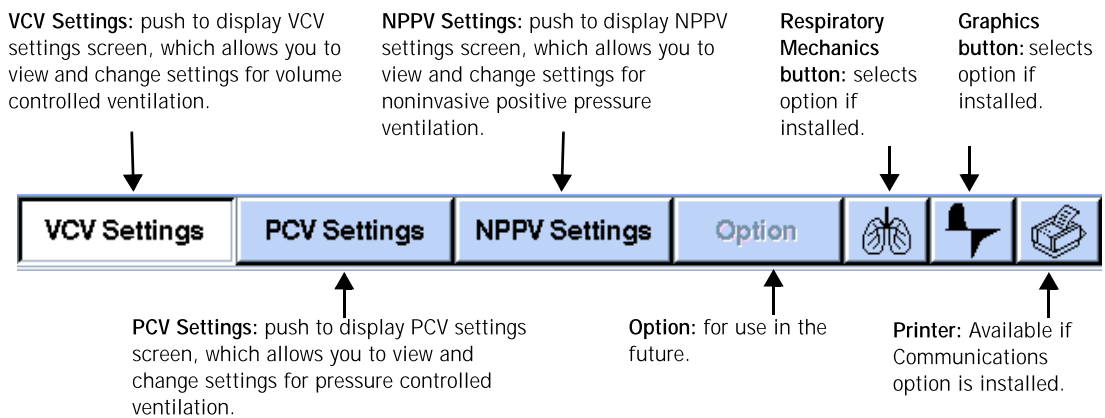 VCV Settings: push to display VCV
settings screen, which allows you to
view and change settings for volume
controlled ventilation.
NPPV Settings: push to display NPPV
settings screen, which allows you to
view and change settings for
noninvasive positive pressure
ventilation.
Respiratory
Mechanics
button: selects
option if
installed.
Graphics
button: selects
option if
installed.
VCV Settings
PCV Settings
NPPV Settings
Option
PCV Settings: push to display PCV settings
screen, which allows you to view and
change settings for pressure controlled
ventilation.
Option: for use in the
future.
Printer: Available if
Communications
option is installed.